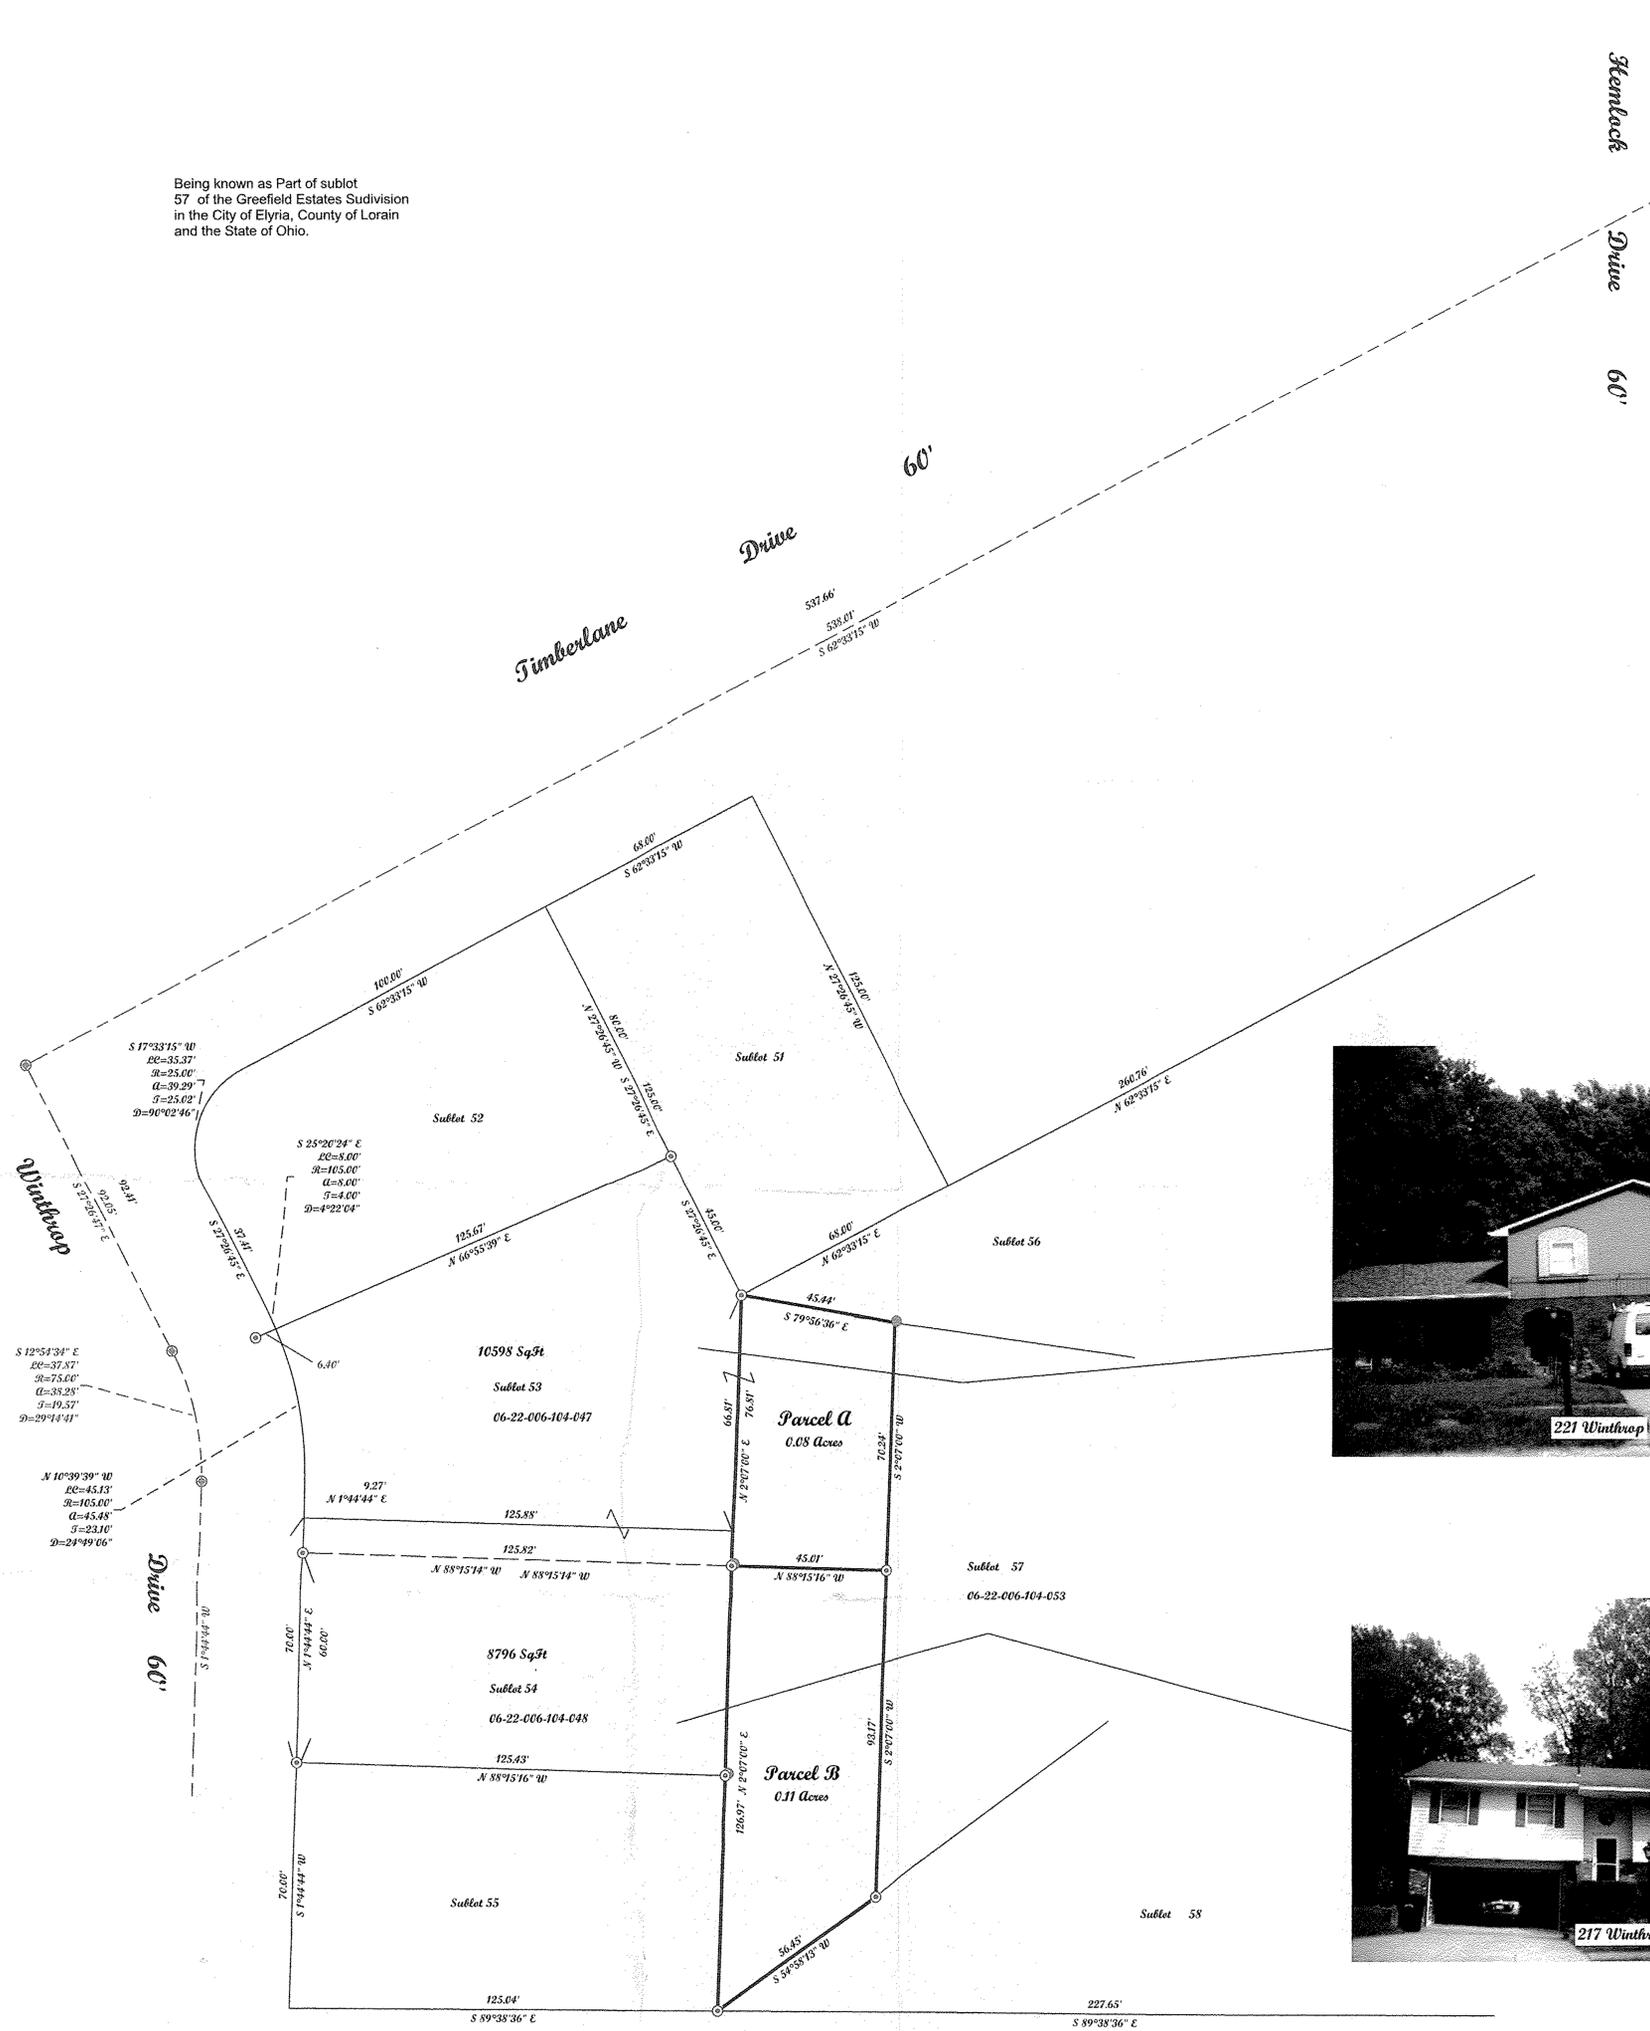 Hemlock Drive 60'
Being known as Part of sublot
57 of the Greefield Estates Sudivision
in the City of Elyria, County of Lorain
and the State of Ohio.
Timberlane Drive 60'
537.66'
538.01'
S 62°33'15" W
68.00'
S 62°33'15" W
100.00'
S 62°33'15" W
N 27°26'45" W
80.00'
S 27°26'45" E
125.00'
125.00'
N 27°26'45" W
Sublot 51
Sublot 52
S 17°33'15" W
LC=35.37'
R=25.00'
A=39.29'
T=25.02'
D=90°02'46"
S 25°20'24" E
LC=8.00'
R=105.00'
A=8.00'
T=4.00'
D=4°22'04"
Winthrop Drive 60'
92.41'
92.05'
S 27°26'47" E
37.41'
S 27°26'45" E
125.67'
N 66°55'39" E
45.00'
S 27°26'45" E
68.00'
N 62°33'15" E
260.76'
N 62°33'15" E
Sublot 56
45.44'
S 79°56'36" E
6.40'
S 12°54'34" E
LC=37.87'
R=75.00'
A=38.28'
T=19.57'
D=29°14'41"
10598 SqFt
Sublot 53
06-22-006-104-047
66.81'
76.81'
N 2°07'00" E
Parcel A
0.08 Acres
70.24'
S 2°07'00" W
221 Winthrop
N 10°39'39" W
LC=45.13'
R=105.00'
A=45.48'
T=23.10'
D=24°49'06"
9.27'
N 1°44'44" E
125.88'
125.82'
N 88°15'14" W N 88°15'14" W
45.01'
N 88°15'16" W
Sublot 57
06-22-006-104-053
S 1°44'44" W
70.00'
N 1°44'44" E
60.00'
8796 SqFt
Sublot 54
06-22-006-104-048
125.43'
N 88°15'16" W
126.97' N 2°07'00" E
Parcel B
0.11 Acres
93.17'
S 2°07'00" W
70.00'
S 1°44'44" W
Sublot 55
Sublot 58
217 Winthr
56.45'
S 54°58'13" W
125.04'
S 89°38'36" E
227.65'
S 89°38'36" E